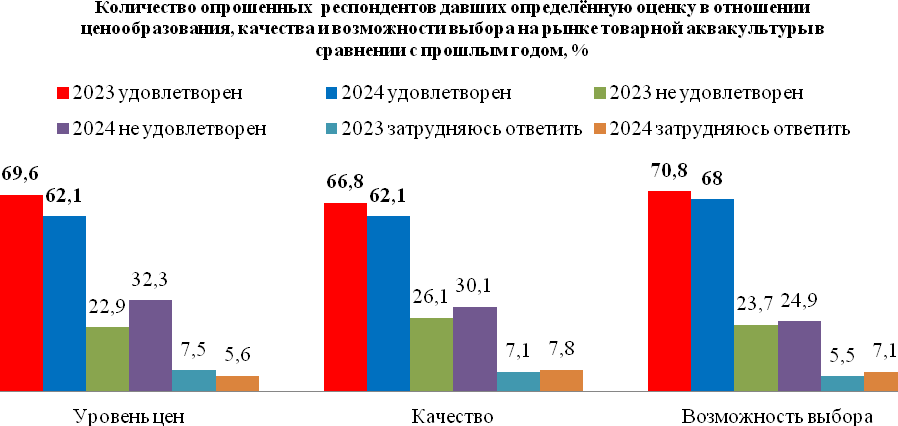 Количество опрошенных респондентов давших определённую оценку в отношении
ценообразования, качества и возможности выбора на рынке товарной аквакультуры в
сравнении с прошлым годом, %
2023 удовлетворен 2024 удовлетворен 2023 не удовлетворен
2024 не удовлетворен 2023 затрудняюсь ответить 2024 затрудняюсь ответить
69,6 62,1 22,9 32,3 7,5 5,6
66,8 62,1 26,1 30,1 7,1 7,8
70,8 68 23,7 24,9 5,5 7,1
Уровень цен Качество Возможность выбора